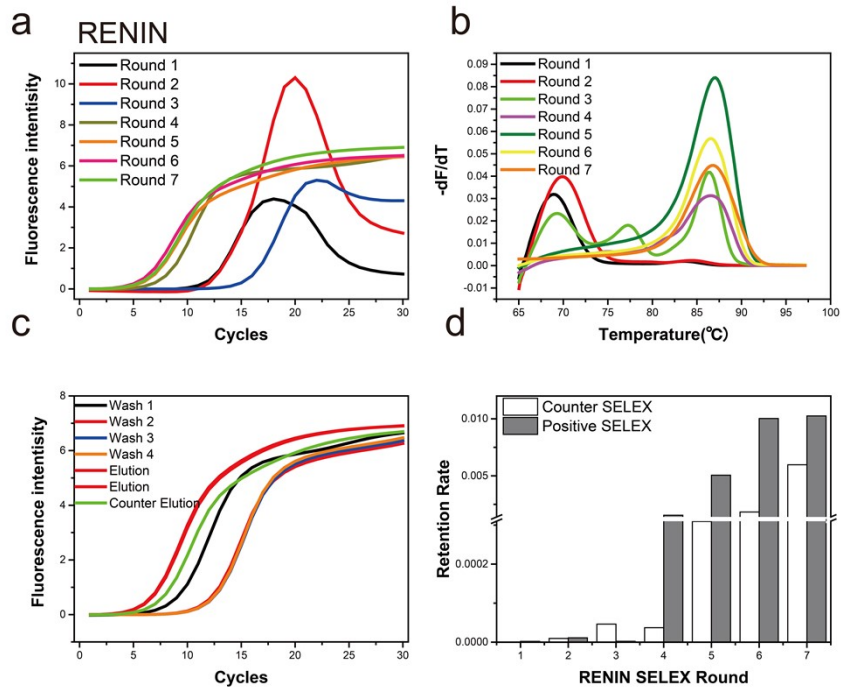 a
RENIN
Fluorescence intentisity
10
8
6
4
2
0
Round 1
Round 2
Round 3
Round 4
Round 5
Round 6
Round 7
0 5 10 15 20 25 30
Cycles
b
-dF/dT
0.09
0.08
0.07
0.06
0.05
0.04
0.03
0.02
0.01
0.00
-0.01
Round 1
Round 2
Round 3
Round 4
Round 5
Round 6
Round 7
65 70 75 80 85 90 95 100
Temperature(℃)
c
Fluorescence intentisity
8
6
4
2
0
Wash 1
Wash 2
Wash 3
Wash 4
Elution
Elution
Counter Elution
0 5 10 15 20 25 30
Cycles
d
Retention Rate
0.010
0.005
0.0002
0.0000
Counter SELEX
Positive SELEX
1 2 3 4 5 6 7
RENIN SELEX Round